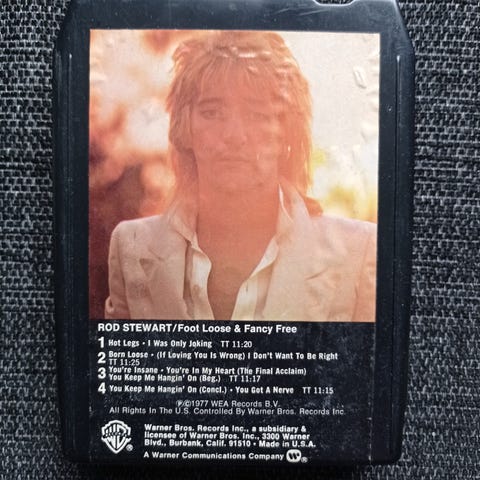 ROD STEWART/Foot Loose & Fancy Free
1 Hot Legs • I Was Only Joking TT 11:20
2 Born Loose • (If Loving You Is Wrong) I Don't Want To Be Right
TT 11:25
3 You're Insane • You're In My Heart (The Final Acclaim)
You Keep Me Hangin' On (Beg.) TT 11:17
4 You Keep Me Hangin' On (Concl.) • You Got A Nerve TT 11:15
℗©1977 WEA Records B.V.
All Rights In The U.S. Controlled By Warner Bros. Records Inc.
Warner Bros. Records Inc., a subsidiary &
licensee of Warner Bros. Inc., 3300 Warner
Blvd., Burbank, Calif. 91510 • Made in U.S.A.
A Warner Communications Company